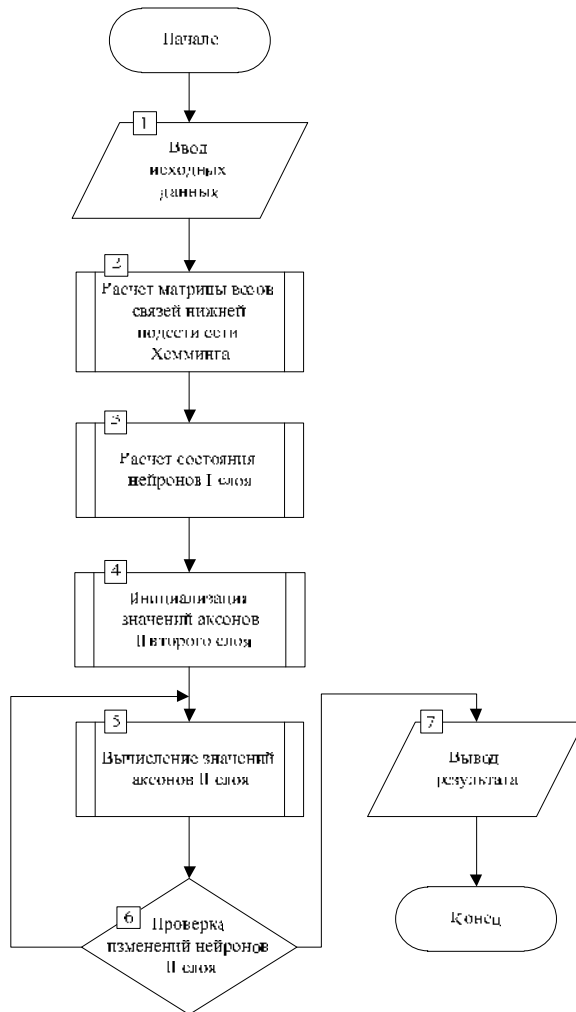 Начало
1
Ввод
исходных
данных
2
Расчет матрицы весов
связей нижней
подсети сети
Хемминга
3
Расчет состояния
нейронов I слоя
4
Инициализация
значений аксонов
II второго слоя
5
Вычисление значений
аксонов II слоя
6
Проверка
изменений нейронов
II слоя
7
Вывод
результата
Конец